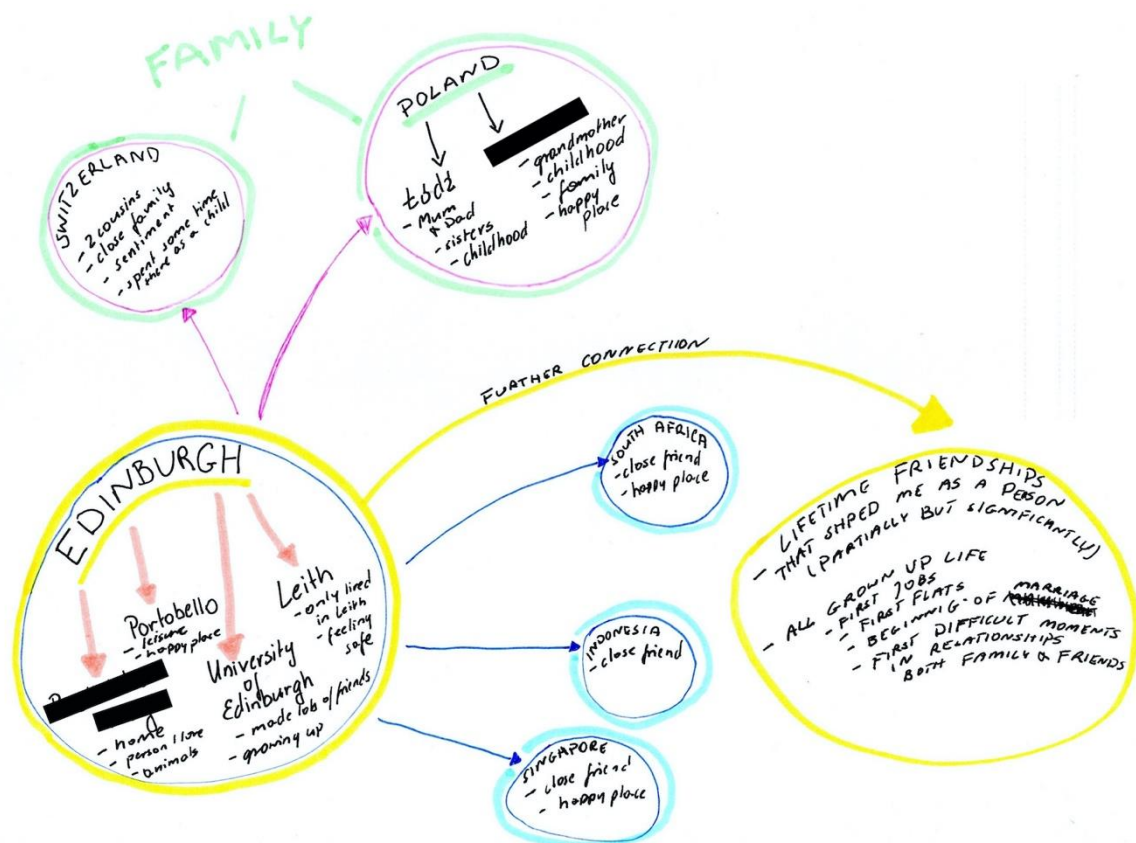 FAMILY
SWITZERLAND
- 2 cousins
- close family
- sentiment
- spent some time
there as a child
POLAND
Łódź
- Mum
& Dad
- sisters
- childhood
- grandmother
- childhood
- family
- happy
place
FURTHER CONNECTION
EDINBURGH
Portobello
- leisure
- happy place
- home
- person I love
- animals
University
of
Edinburgh
- made lob of friends
- growing up
Leith
- only lived
in Leith
- feeling
safe
SOUTH AFRICA
- close friend
- happy place
INDONESIA
- close friend
SINGAPORE
- close friend
- happy place
- LIFETIME FRIENDSHIPS
THAT SHPED ME AS A PERSON
(PARTIALLY BUT SIGNIFICANTLY)
- ALL GROWN UP LIFE
- FIRST JOBS
- FIRST FLATS
- BEGINNIG OF MARRIAGE
- FIRST DIFFICULT MOMENTS
IN RELATIONSHIPS
BOTH FAMILY & FRIENDS